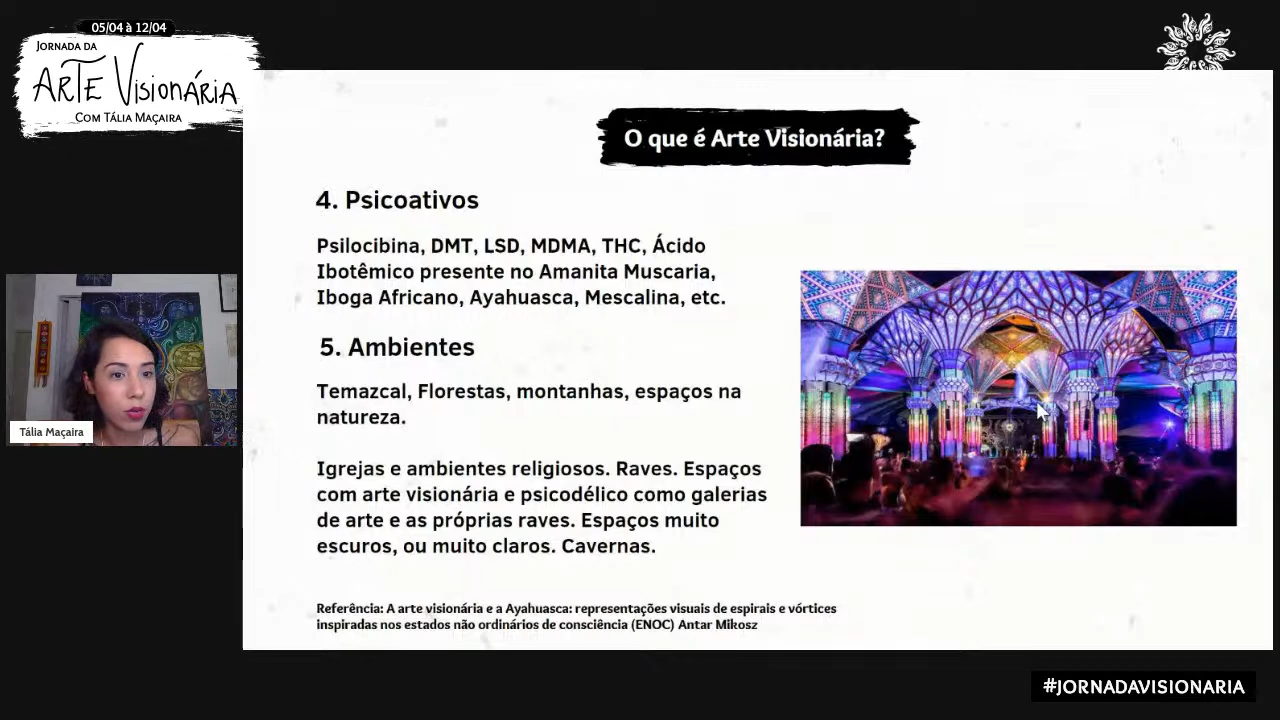 05/04 à 12/04
JORNADA DA
ARTE VISIONÁRIA
COM TÁLIA MAÇAIRA
O que é Arte Visionária?
4. Psicoativos
Psilocibina, DMT, LSD, MDMA, THC, Ácido
Ibotêmico presente no Amanita Muscaria,
Iboga Africano, Ayahuasca, Mescalina, etc.
5. Ambientes
Temazcal, Florestas, montanhas, espaços na
natureza.
Igrejas e ambientes religiosos. Raves. Espaços
com arte visionária e psicodélico como galerias
de arte e as próprias raves. Espaços muito
escuros, ou muito claros. Cavernas.
Referência: A arte visionária e a Ayahuasca: representações visuais de espirais e vórtices
inspiradas nos estados não ordinários de consciência (ENOC) Antar Mikosz
Tália Maçaira
#JORNADAVISIONARIA